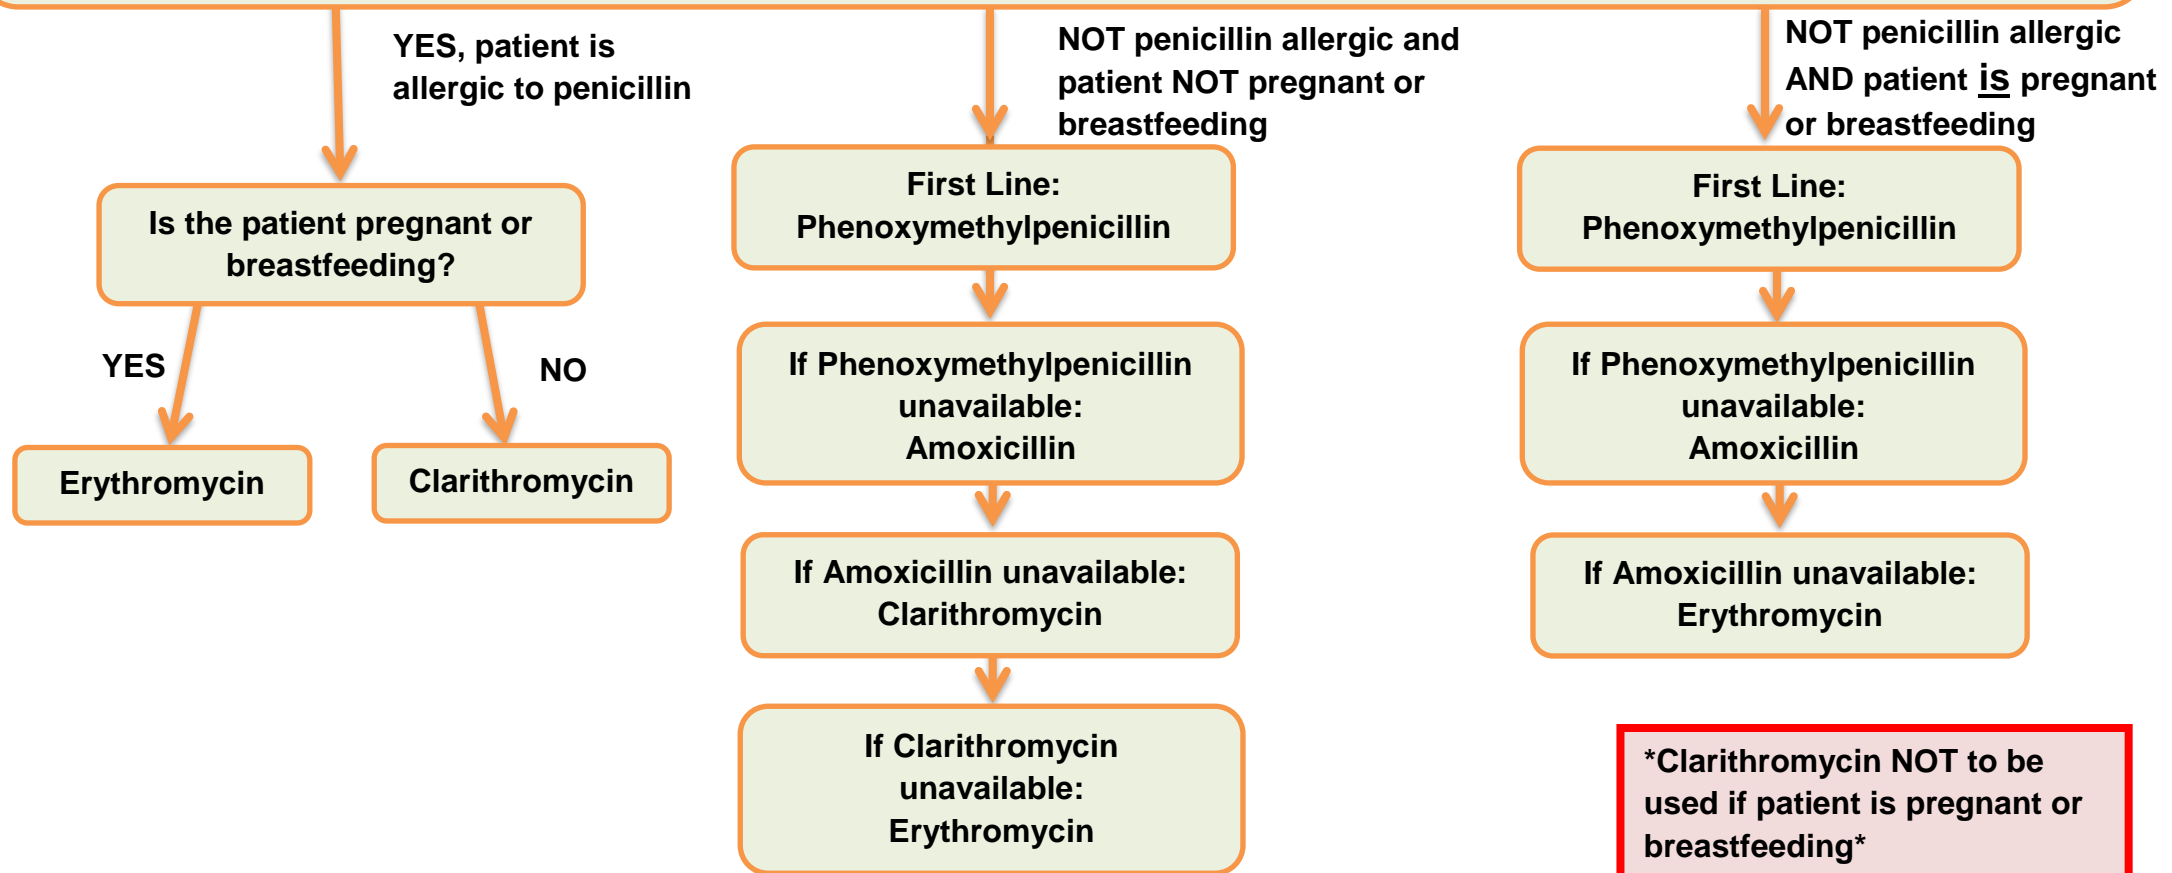 YES, patient is
allergic to penicillin
NOT penicillin allergic and
patient NOT pregnant or
breastfeeding
NOT penicillin allergic
AND patient is pregnant
or breastfeeding
Is the patient pregnant or
breastfeeding?
YES
NO
Erythromycin
Clarithromycin
First Line:
Phenoxymethylpenicillin
If Phenoxymethylpenicillin
unavailable:
Amoxicillin
If Amoxicillin unavailable:
Clarithromycin
If Clarithromycin
unavailable:
Erythromycin
First Line:
Phenoxymethylpenicillin
If Phenoxymethylpenicillin
unavailable:
Amoxicillin
If Amoxicillin unavailable:
Erythromycin
*Clarithromycin NOT to be
used if patient is pregnant or
breastfeeding*